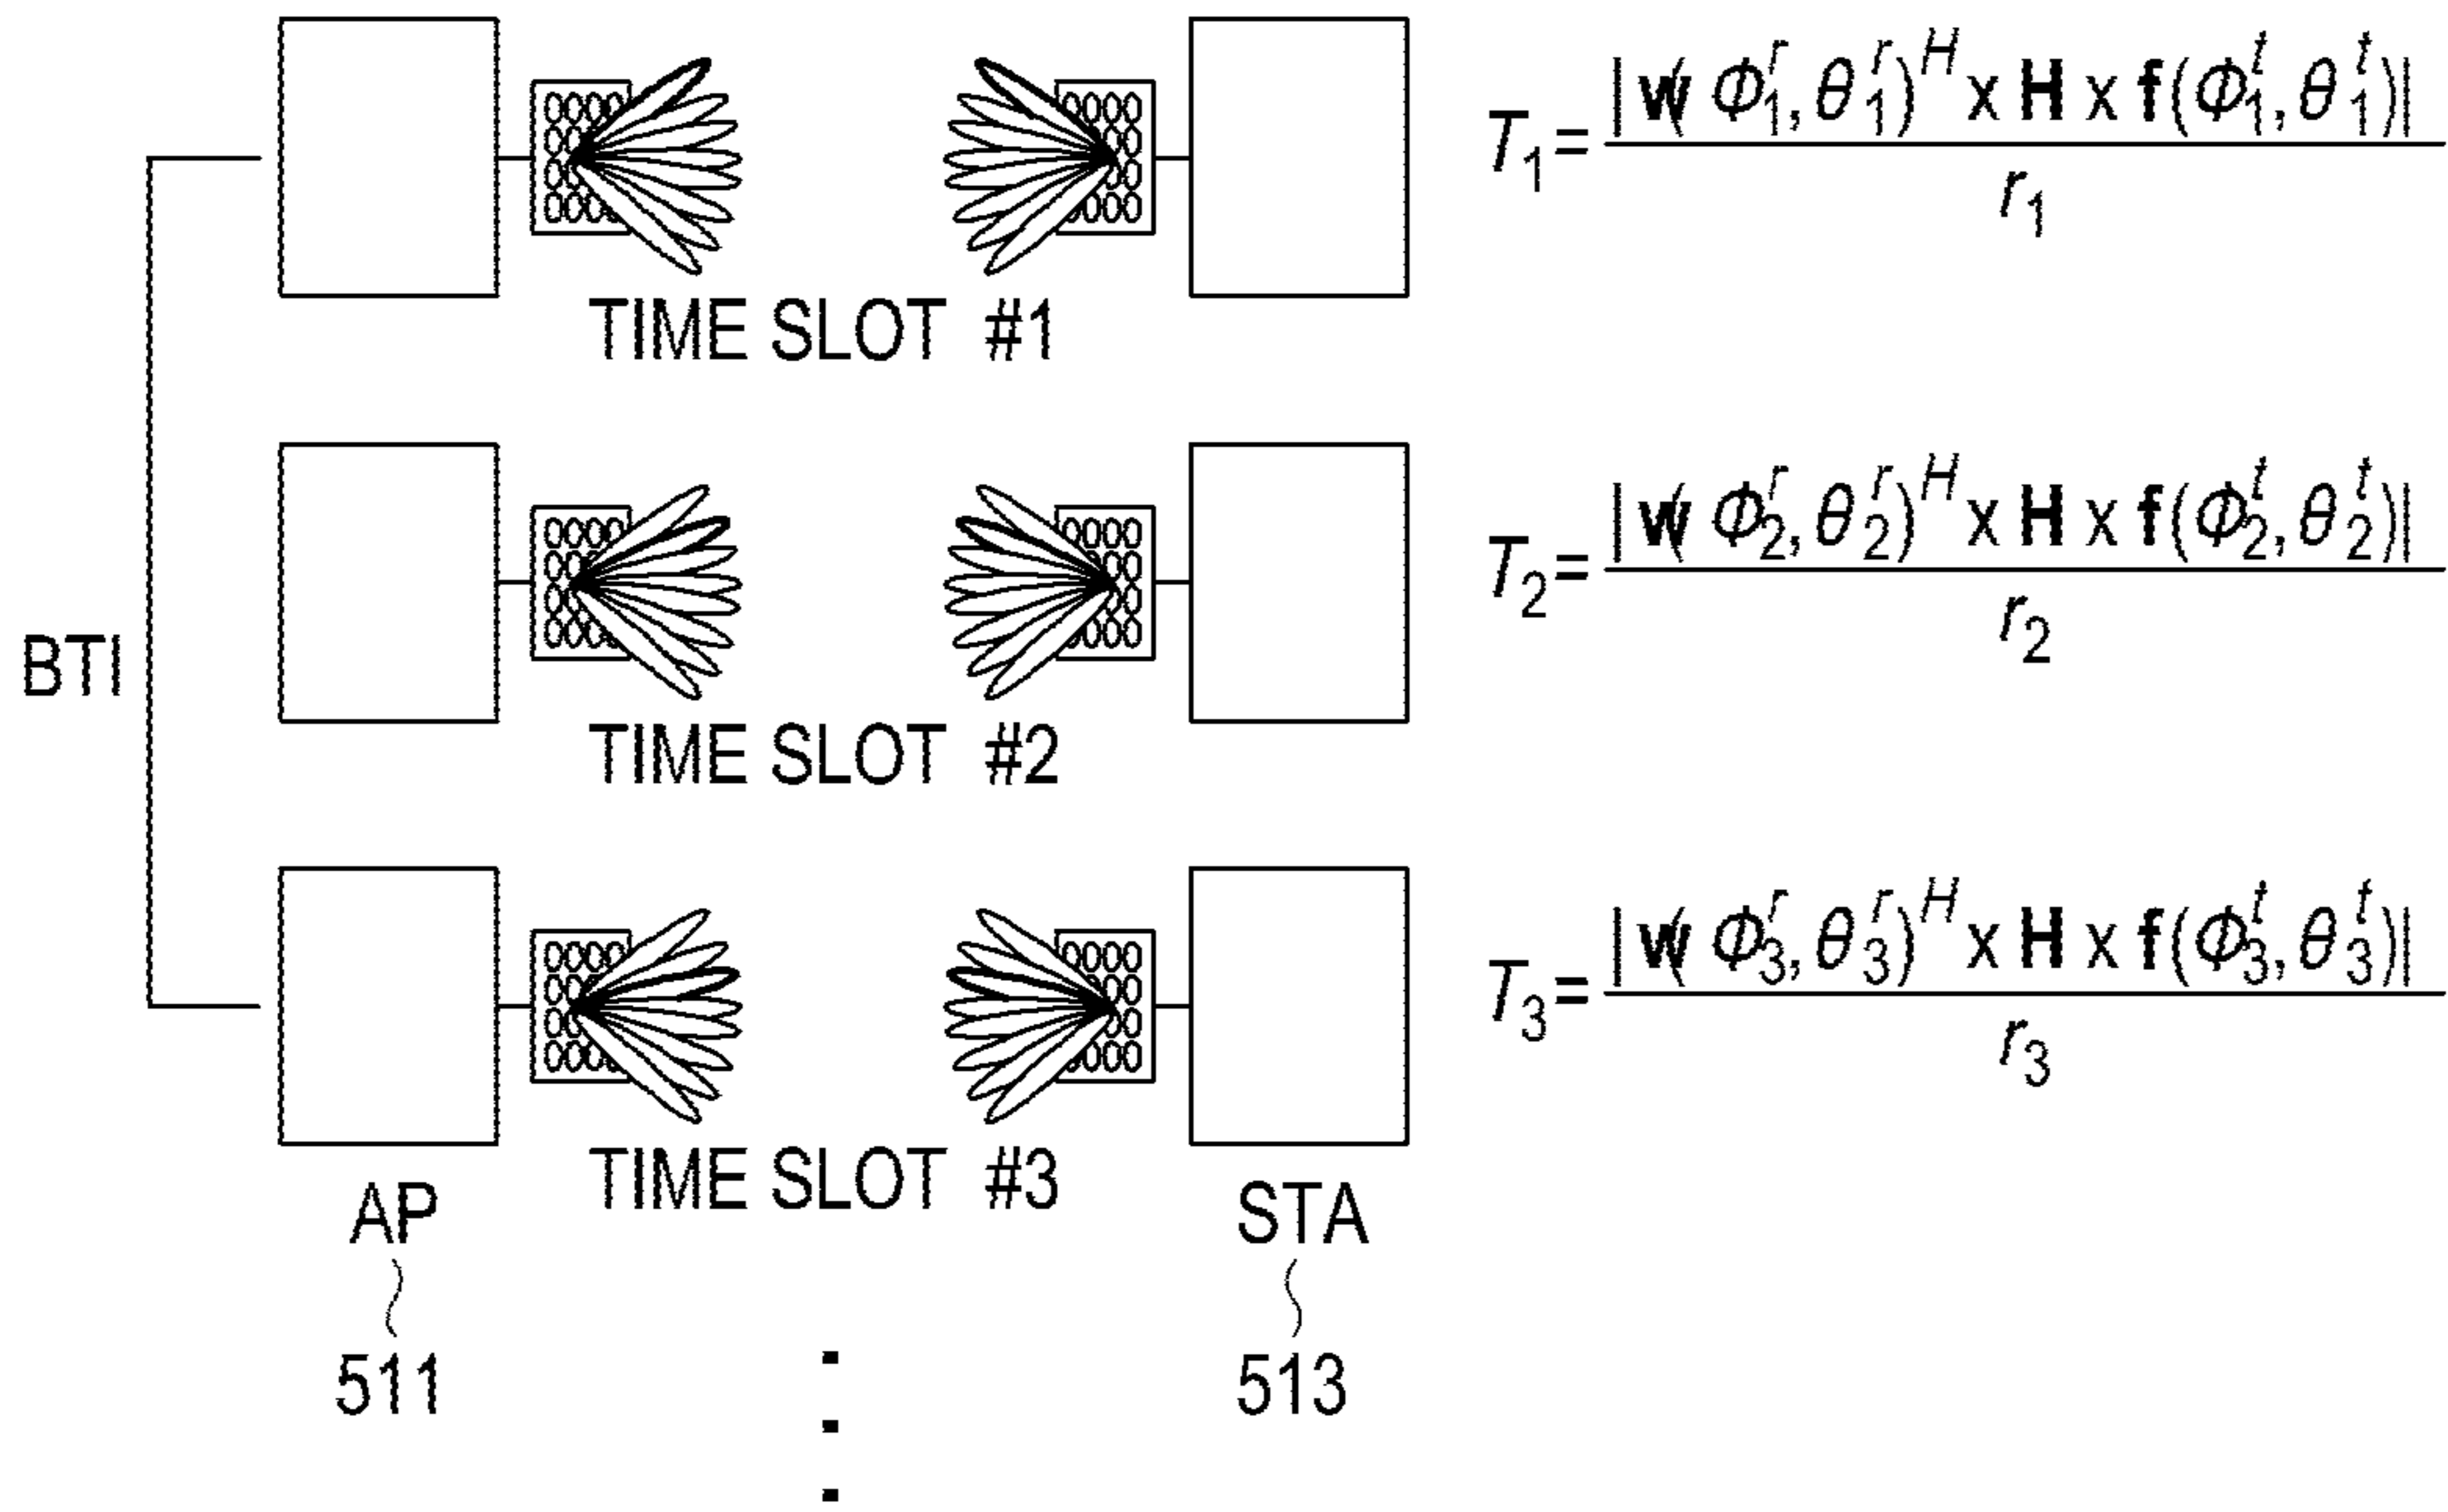 T₁ = |w(ϕ₁ʳ, θ₁ʳ)ᴴ x H x f(ϕ₁ᵗ, θ₁ᵗ)| / r₁
TIME SLOT #1
T₂ = |w(ϕ₂ʳ, θ₂ʳ)ᴴ x H x f(ϕ₂ᵗ, θ₂ᵗ)| / r₂
BTI
TIME SLOT #2
T₃ = |w(ϕ₃ʳ, θ₃ʳ)ᴴ x H x f(ϕ₃ᵗ, θ₃ᵗ)| / r₃
TIME SLOT #3
AP
STA
511
513